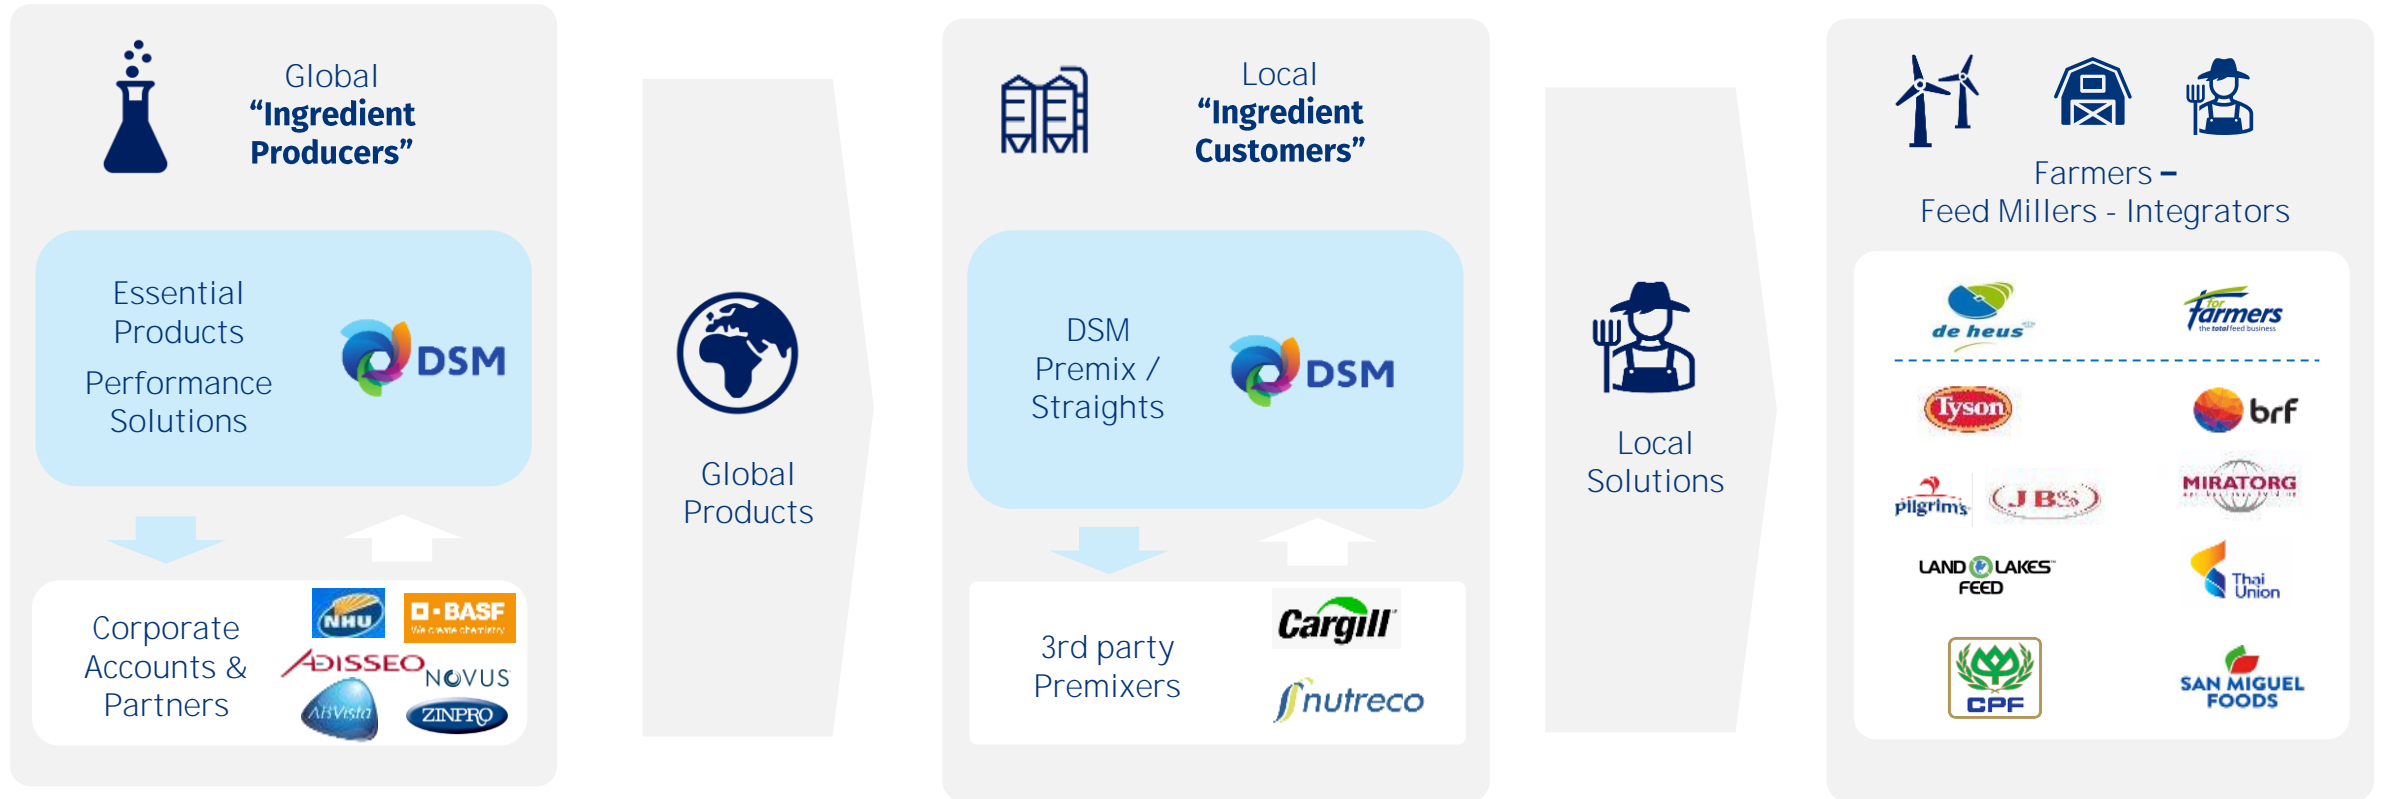 Global
“Ingredient
Producers”
Essential
Products
Performance
Solutions
DSM
Corporate
Accounts &
Partners
NHU
BASF
We create chemistry
ADISSEO
NOVUS
ABVista
ZINPRO
Global
Products
Local
“Ingredient
Customers”
DSM
Premix /
Straights
DSM
3rd party
Premixers
Cargill
nutreco
Local
Solutions
Farmers –
Feed Millers - Integrators
de heus
for
farmers
the total feed business
Tyson
brf
pilgrim's
JBS
MIRATORG
LAND O LAKES™
FEED
Thai
Union
CPF
SAN MIGUEL
FOODS